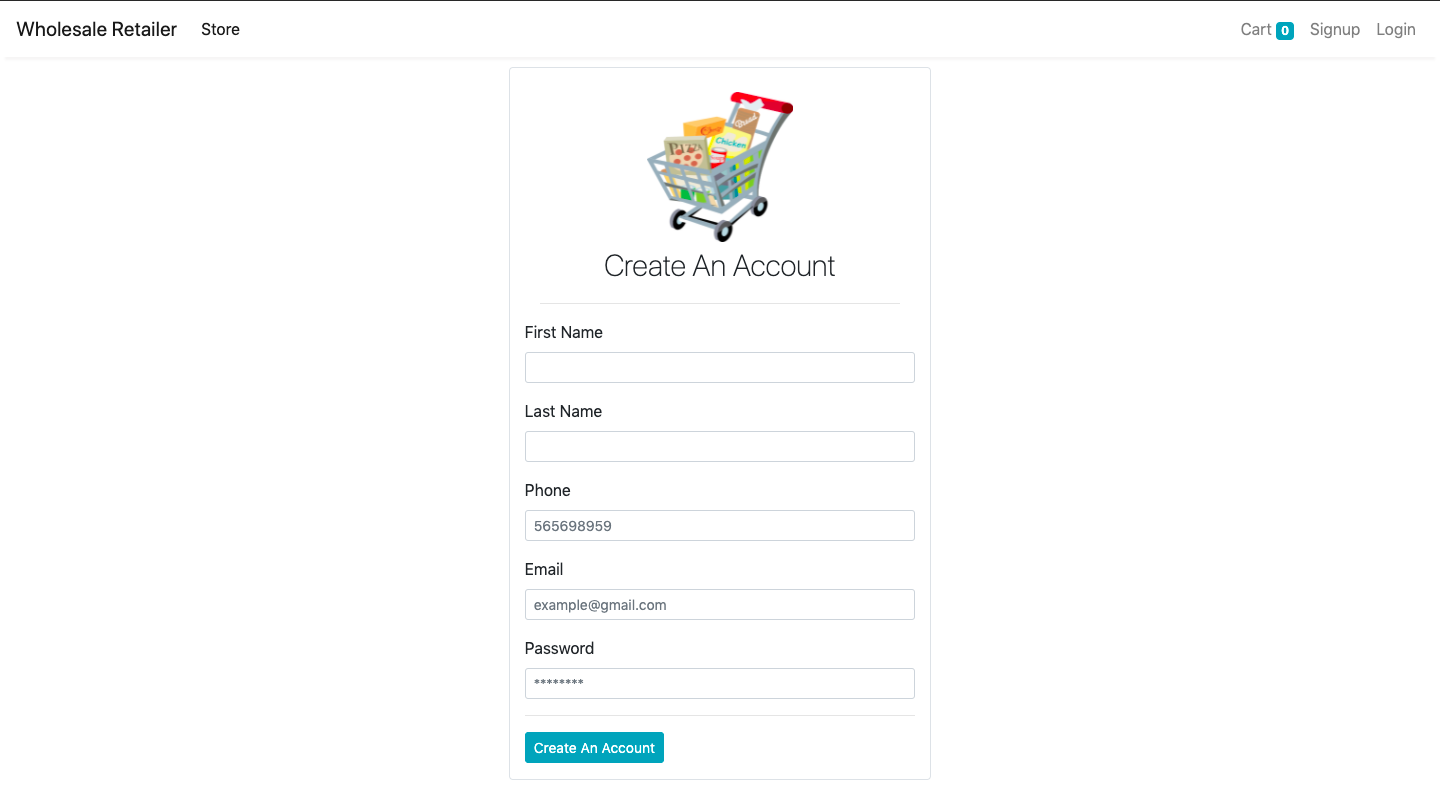 Wholesale Retailer Store Cart 0 Signup Login
Bread
Chicken
PIZZA
Create An Account
First Name
Last Name
Phone
565698959
Email
example@gmail.com
Password
********
Create An Account